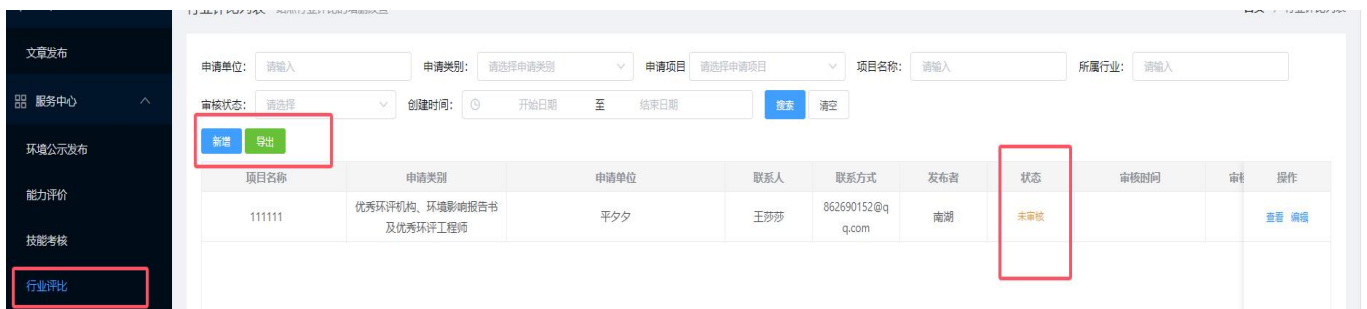 文章发布
服务中心
环境公示发布
能力评价
技能考核
行业评比
申请单位： 请输入 申请类别： 请选择申请类别 申请项目 请选择申请项目 项目名称： 请输入 所属行业： 请输入
审核状态： 请选择 创建时间： 开始日期 至 结束日期 搜索 清空
新增 导出
项目名称 申请类别 申请单位 联系人 联系方式 发布者 状态 审核时间 操作
111111 优秀环评机构、环境影响报告书及优秀环评工程师 平夕夕 王莎莎 862690152@qq.com 南湖 未审核 查看 编辑